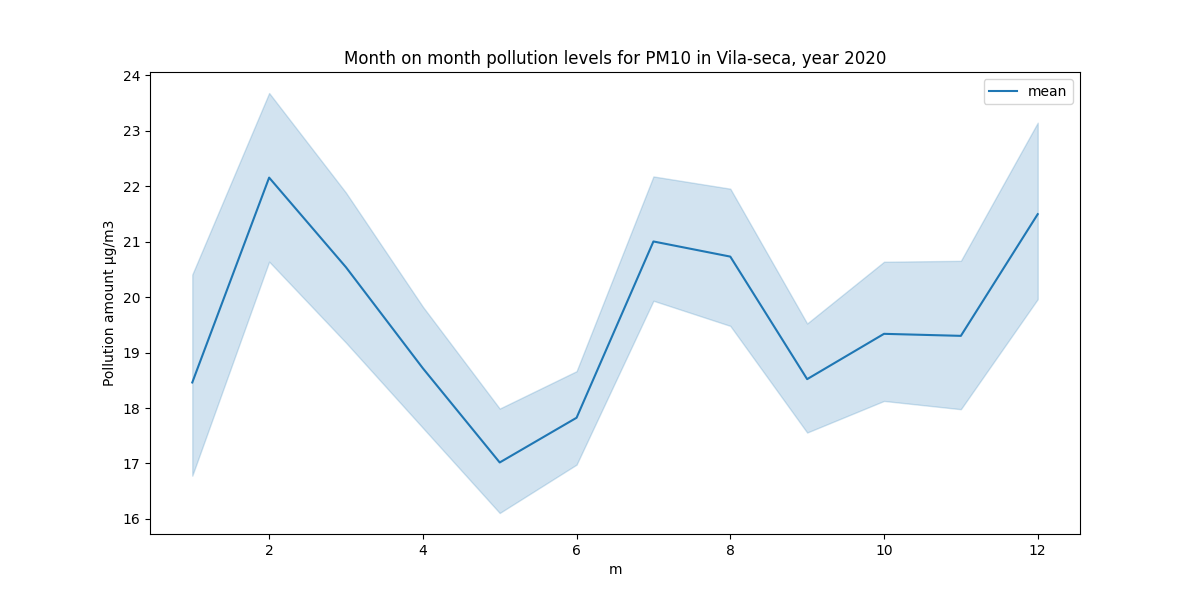 Month on month pollution levels for PM10 in Vila-seca, year 2020
mean
Pollution amount µg/m3
24
23
22
21
20
19
18
17
16
2 4 6 8 10 12
m